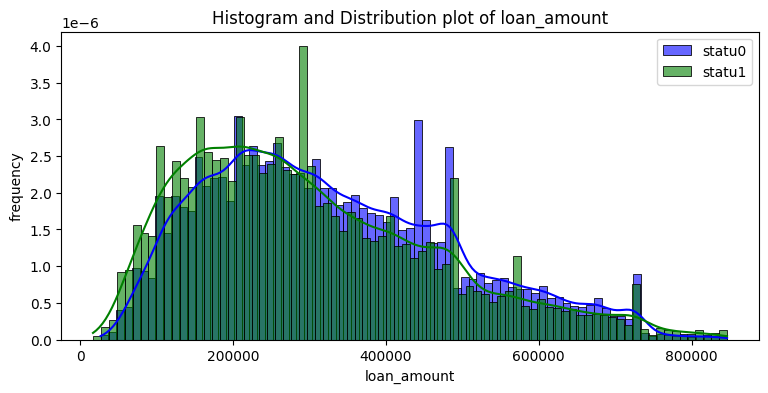 Histogram and Distribution plot of loan_amount
1e−6
statu0
statu1
4.0
3.5
3.0
2.5
2.0
1.5
1.0
0.5
0.0
frequency
0 200000 400000 600000 800000
loan_amount